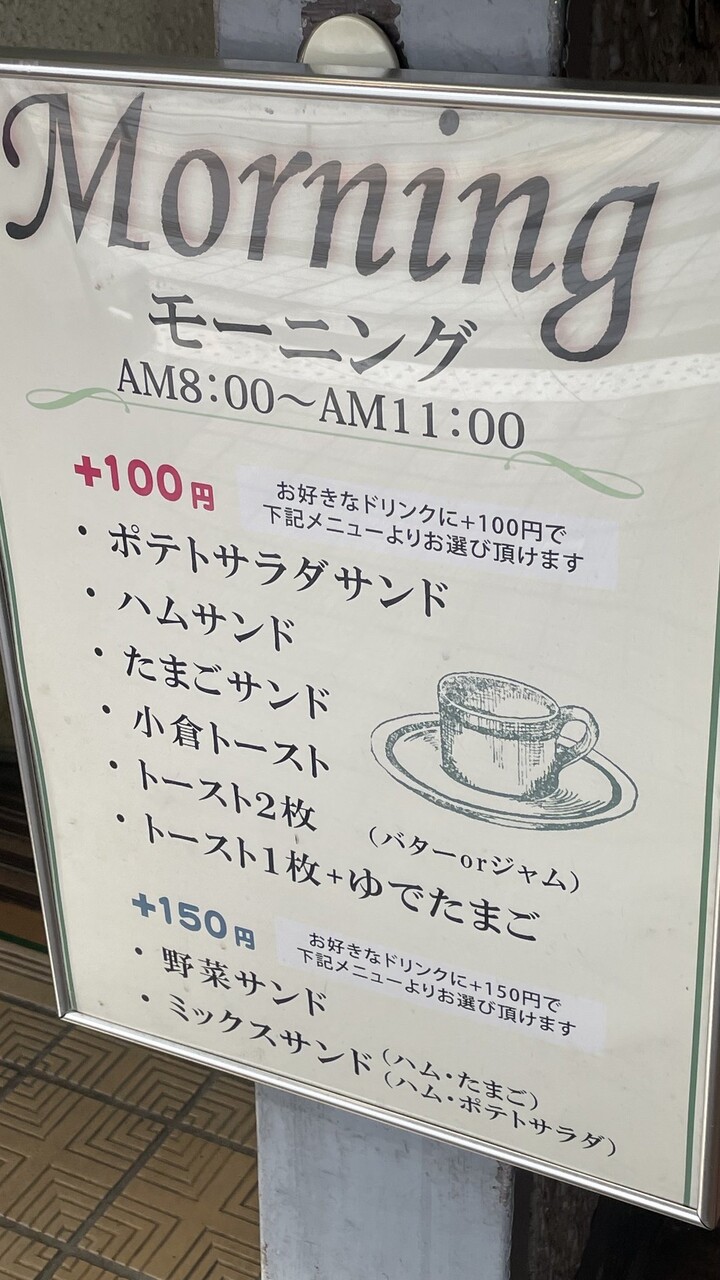 Morning
モーニング
AM8:00～AM11:00
+100円
お好きなドリンクに+100円で
下記メニューよりお選び頂けます
・ポテトサラダサンド
・ハムサンド
・たまごサンド
・小倉トースト
・トースト2枚
(バターorジャム)
・トースト1枚+ゆでたまご
+150円
お好きなドリンクに+150円で
下記メニューよりお選び頂けます
・野菜サンド
・ミックスサンド
(ハム・たまご)
(ハム・ポテトサラダ)